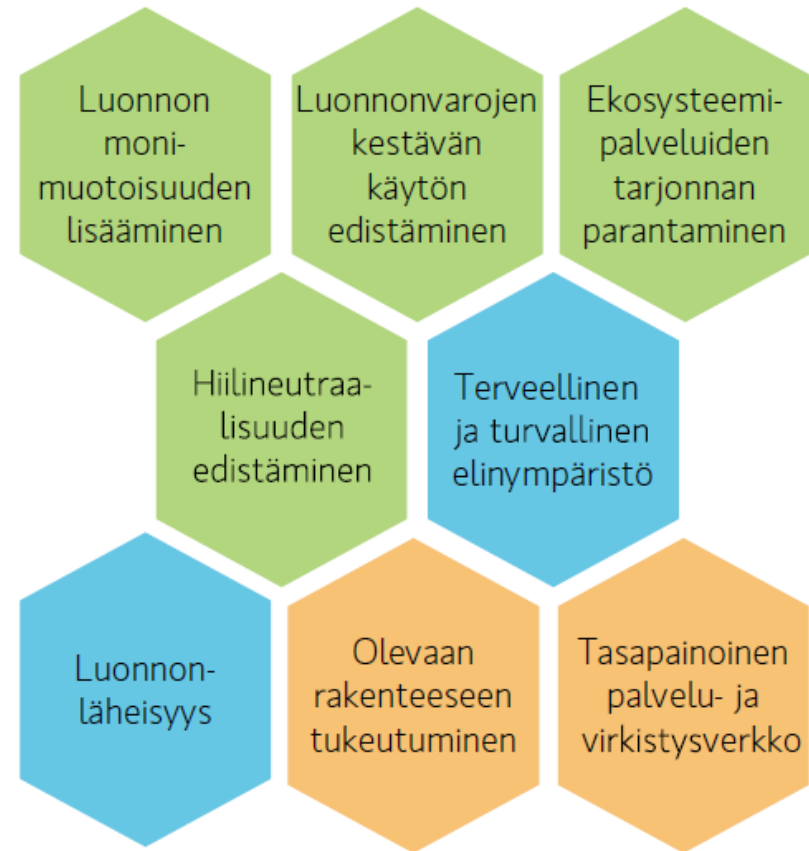 Luonnon
moni-
muotoisuuden
lisääminen
Luonnonvarojen
kestävän
käytön
edistäminen
Ekosysteemi-
palveluiden
tarjonnan
parantaminen
Hiilineutraa-
lisuuden
edistäminen
Terveellinen
ja turvallinen
elinympäristö
Luonnon-
läheisyys
Olevaan
rakenteeseen
tukeutuminen
Tasapainoinen
palvelu- ja
virkistysverkko